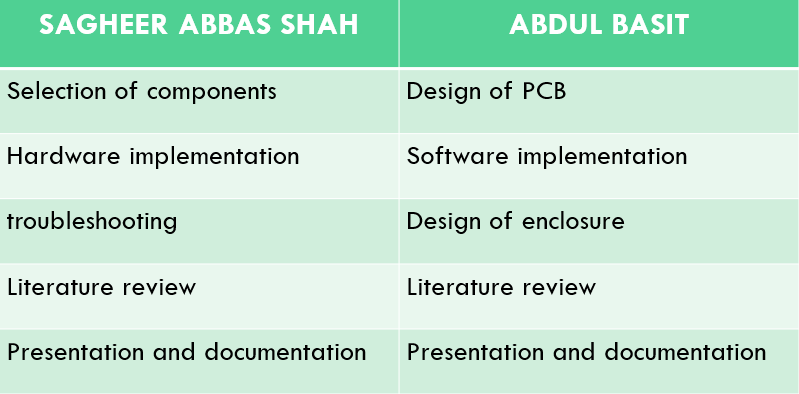 SAGHEER ABBAS SHAH ABDUL BASIT
Selection of components Design of PCB
Hardware implementation Software implementation
troubleshooting Design of enclosure
Literature review Literature review
Presentation and documentation Presentation and documentation